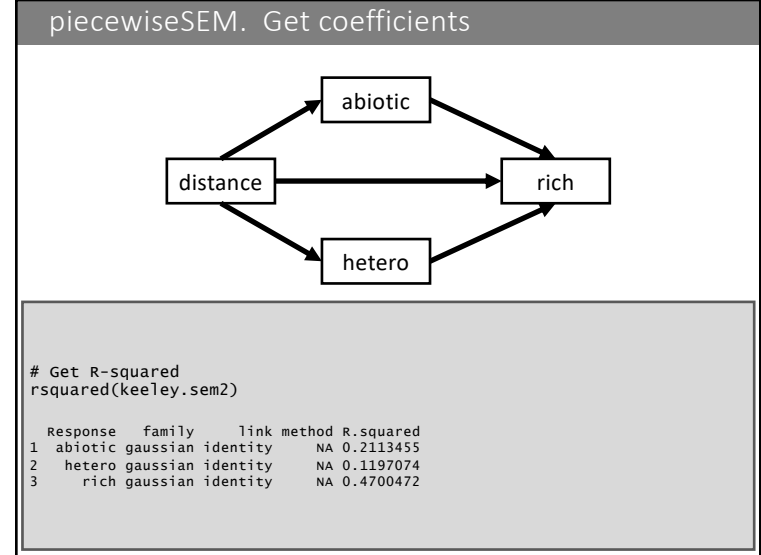 piecewiseSEM. Get coefficients
abiotic
distance
rich
hetero
# Get R-squared
rsquared(keeley.sem2)
Response family link method R.squared
1 abiotic gaussian identity NA 0.2113455
2 hetero gaussian identity NA 0.1197074
3 rich gaussian identity NA 0.4700472